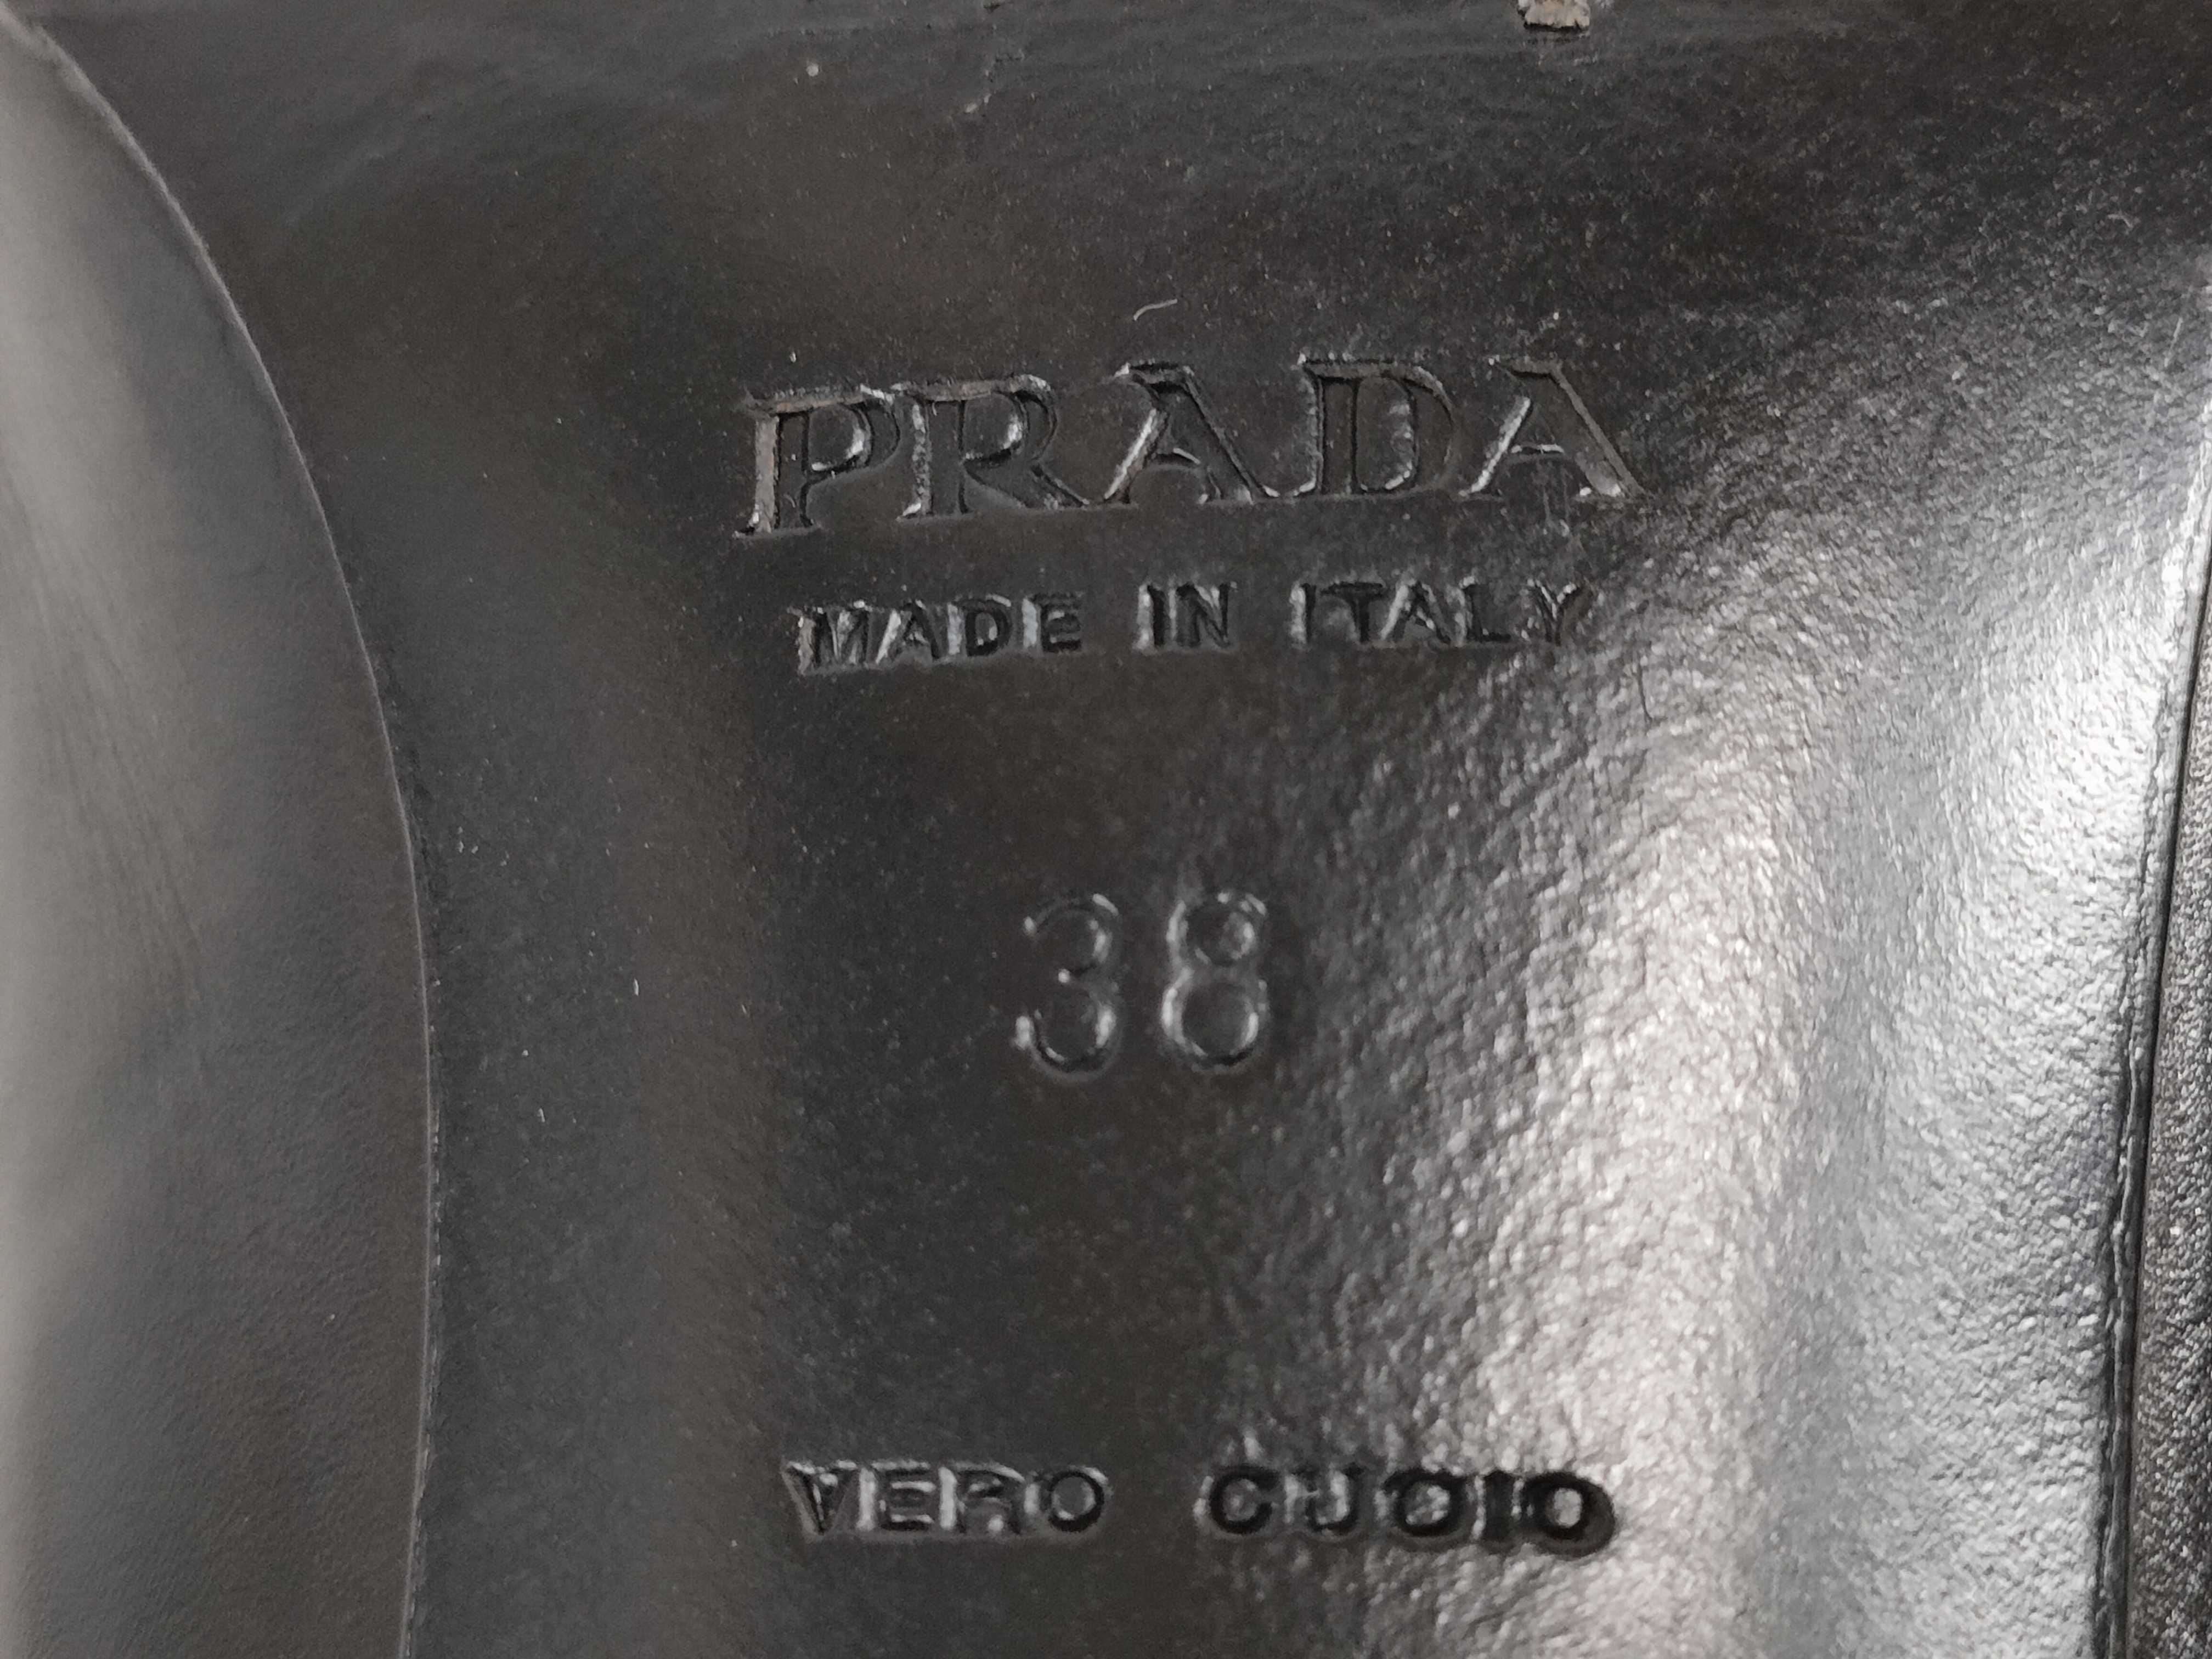 PRADA
MADE IN ITALY
38
VERO CUOIO